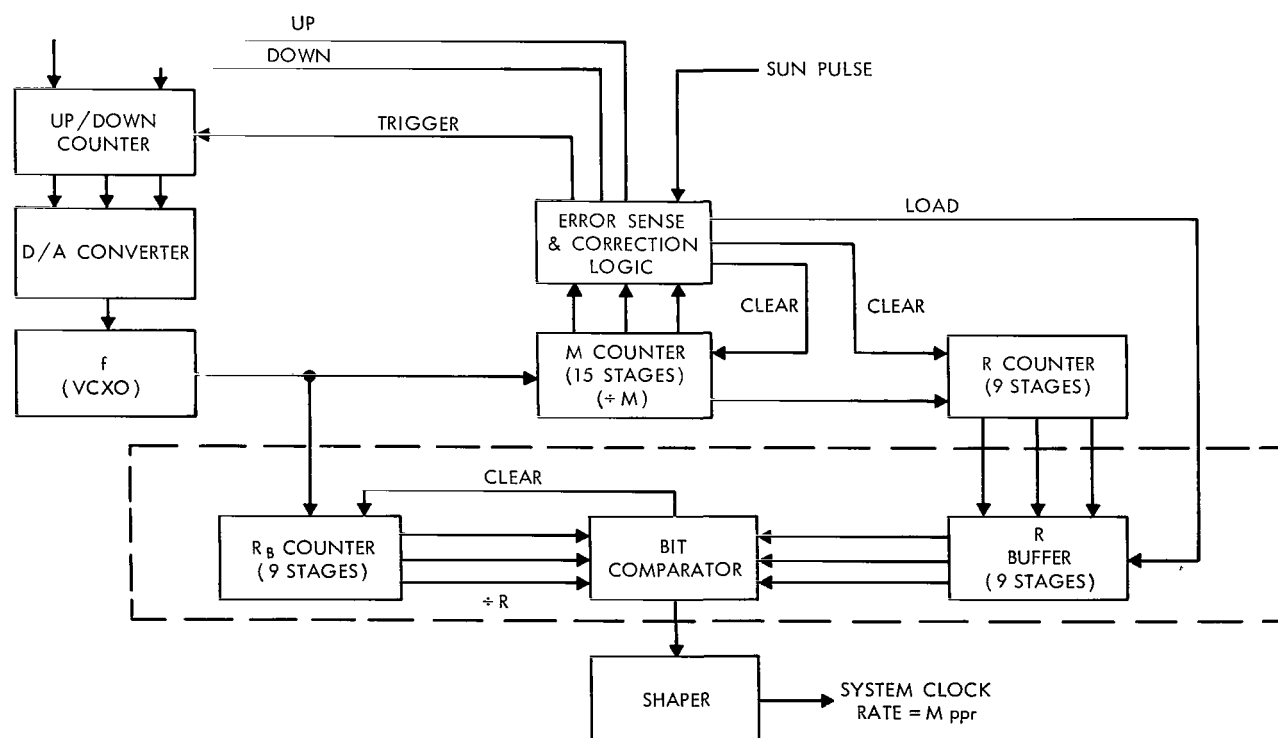 UP
DOWN
SUN PULSE
UP/DOWN
COUNTER
TRIGGER
ERROR SENSE
& CORRECTION
LOGIC
LOAD
D/A CONVERTER
CLEAR
CLEAR
f
(VCXO)
M COUNTER
(15 STAGES)
(÷M)
R COUNTER
(9 STAGES)
CLEAR
R_B COUNTER
(9 STAGES)
BIT
COMPARATOR
R
BUFFER
(9 STAGES)
÷R
SHAPER
SYSTEM CLOCK
RATE = M ppr